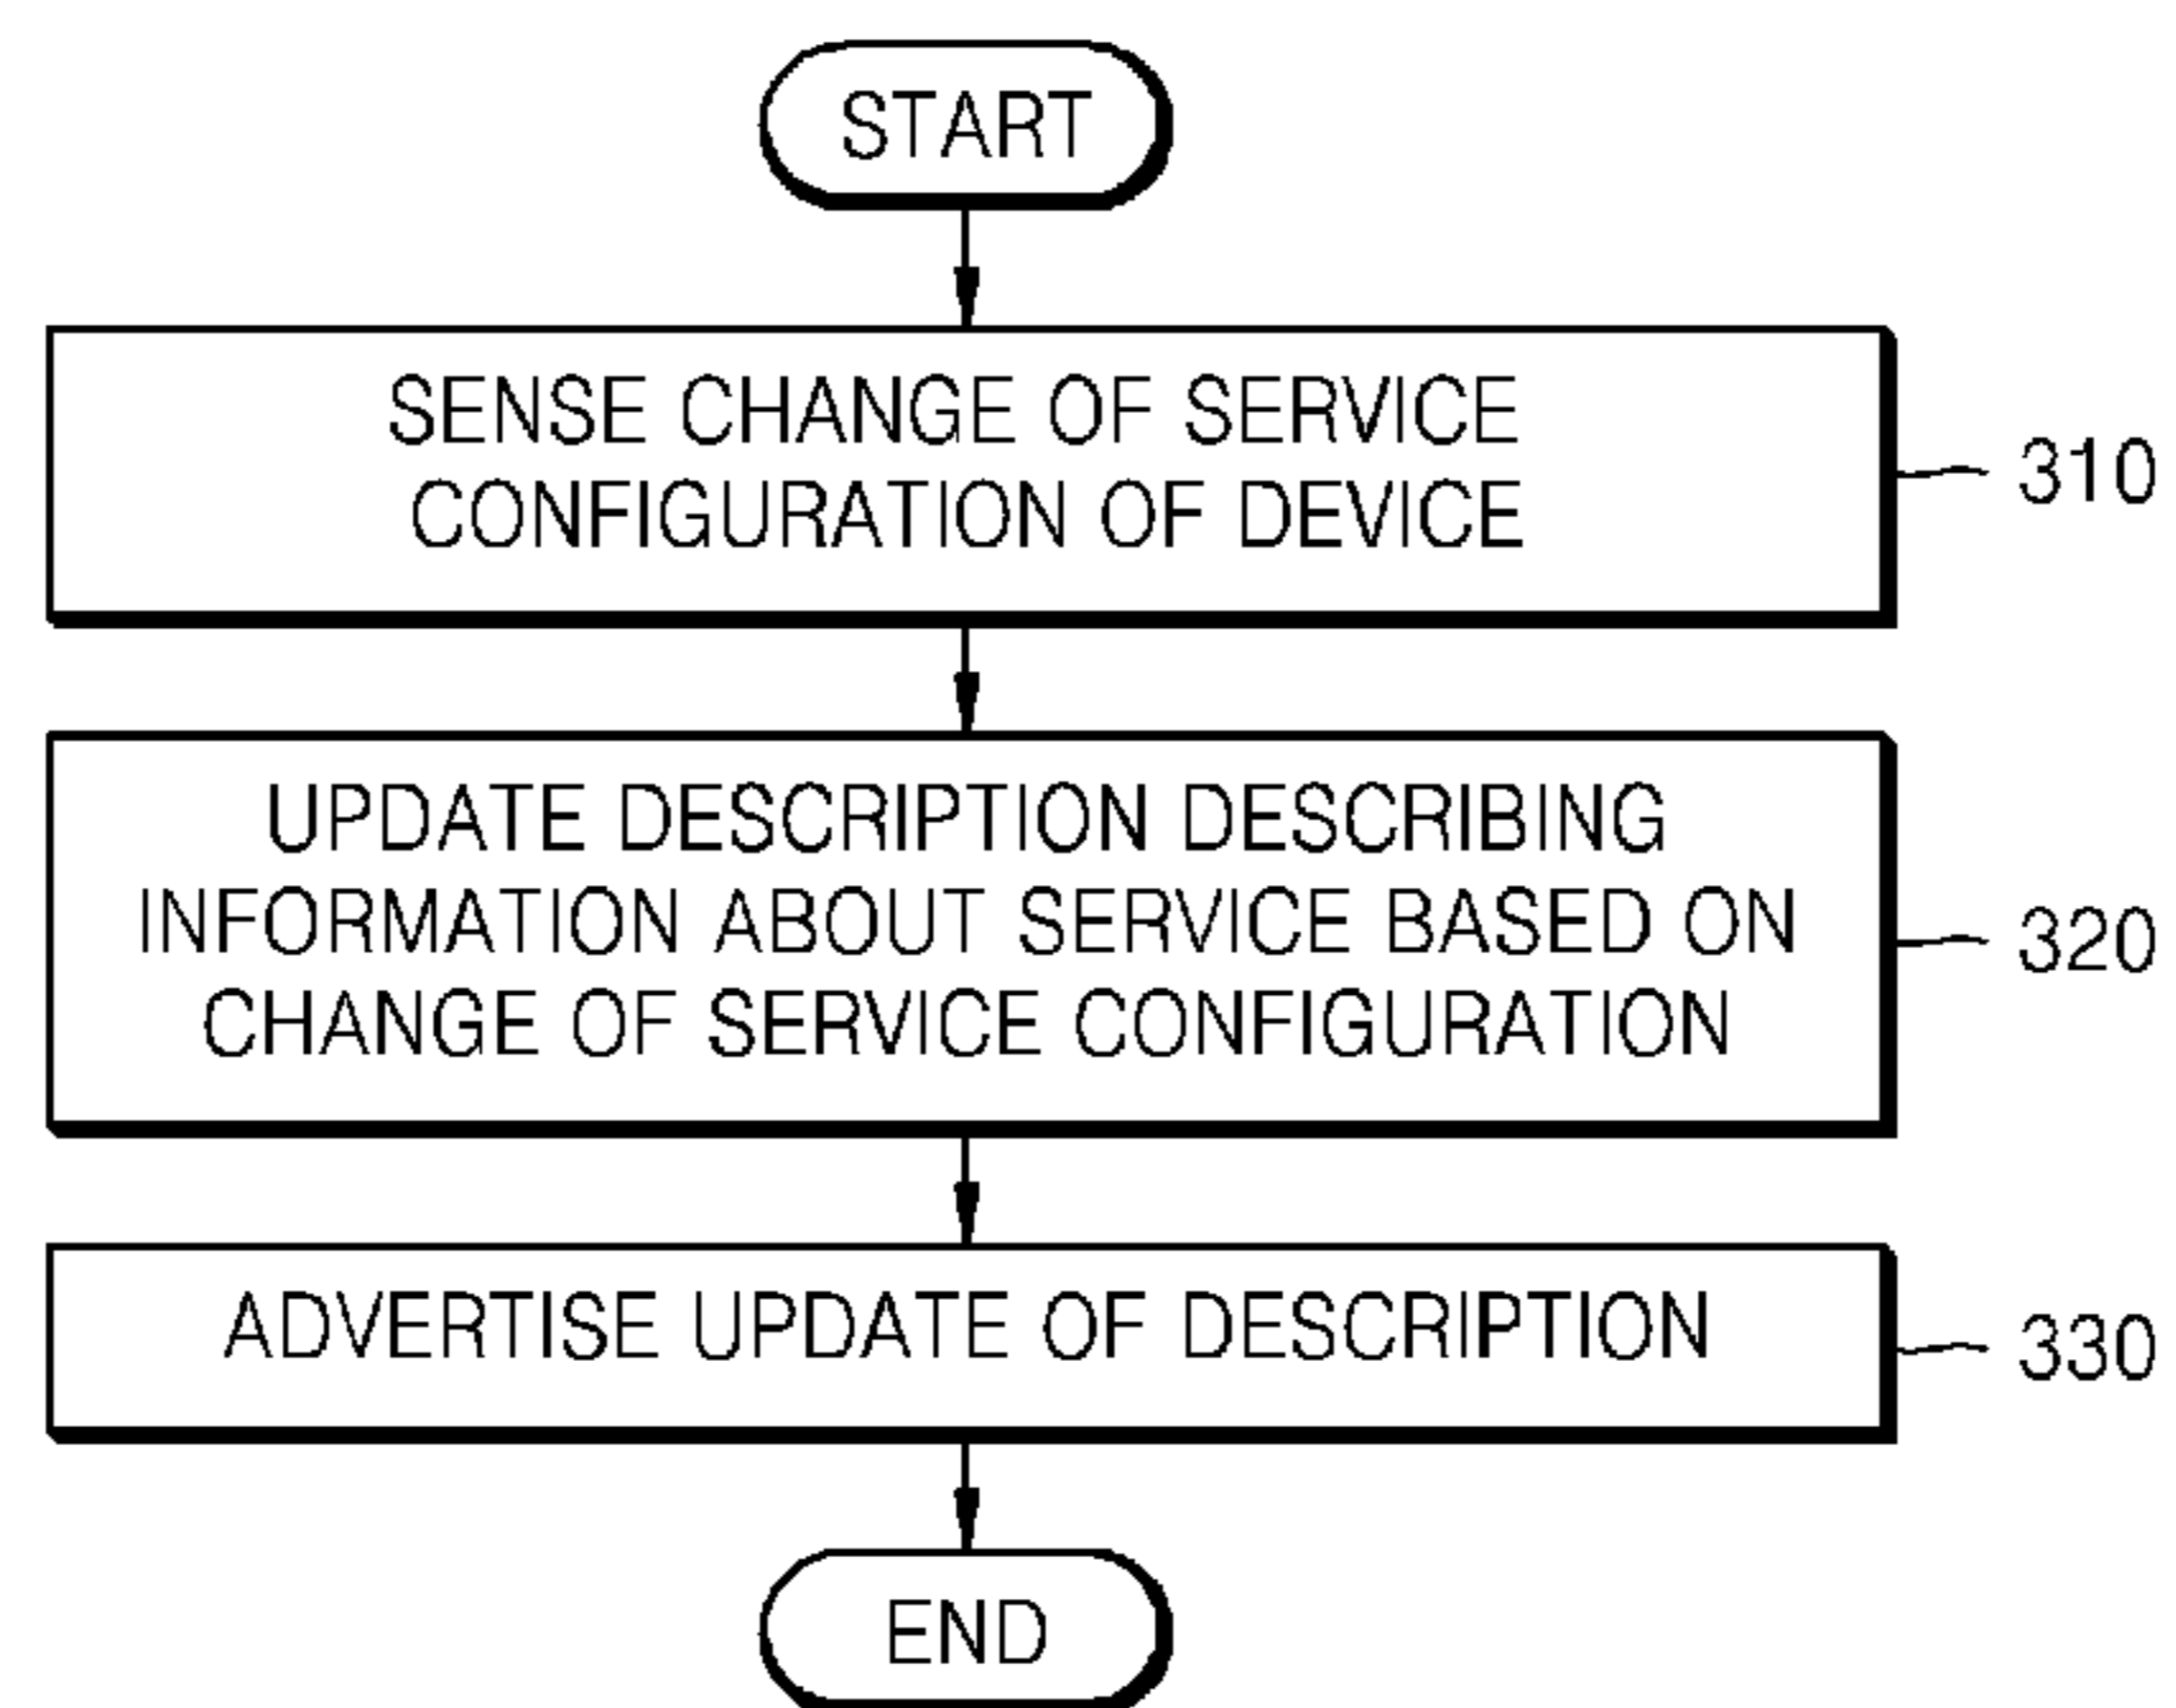 START
SENSE CHANGE OF SERVICE
CONFIGURATION OF DEVICE
310
UPDATE DESCRIPTION DESCRIBING
INFORMATION ABOUT SERVICE BASED ON
CHANGE OF SERVICE CONFIGURATION
320
ADVERTISE UPDATE OF DESCRIPTION
330
END